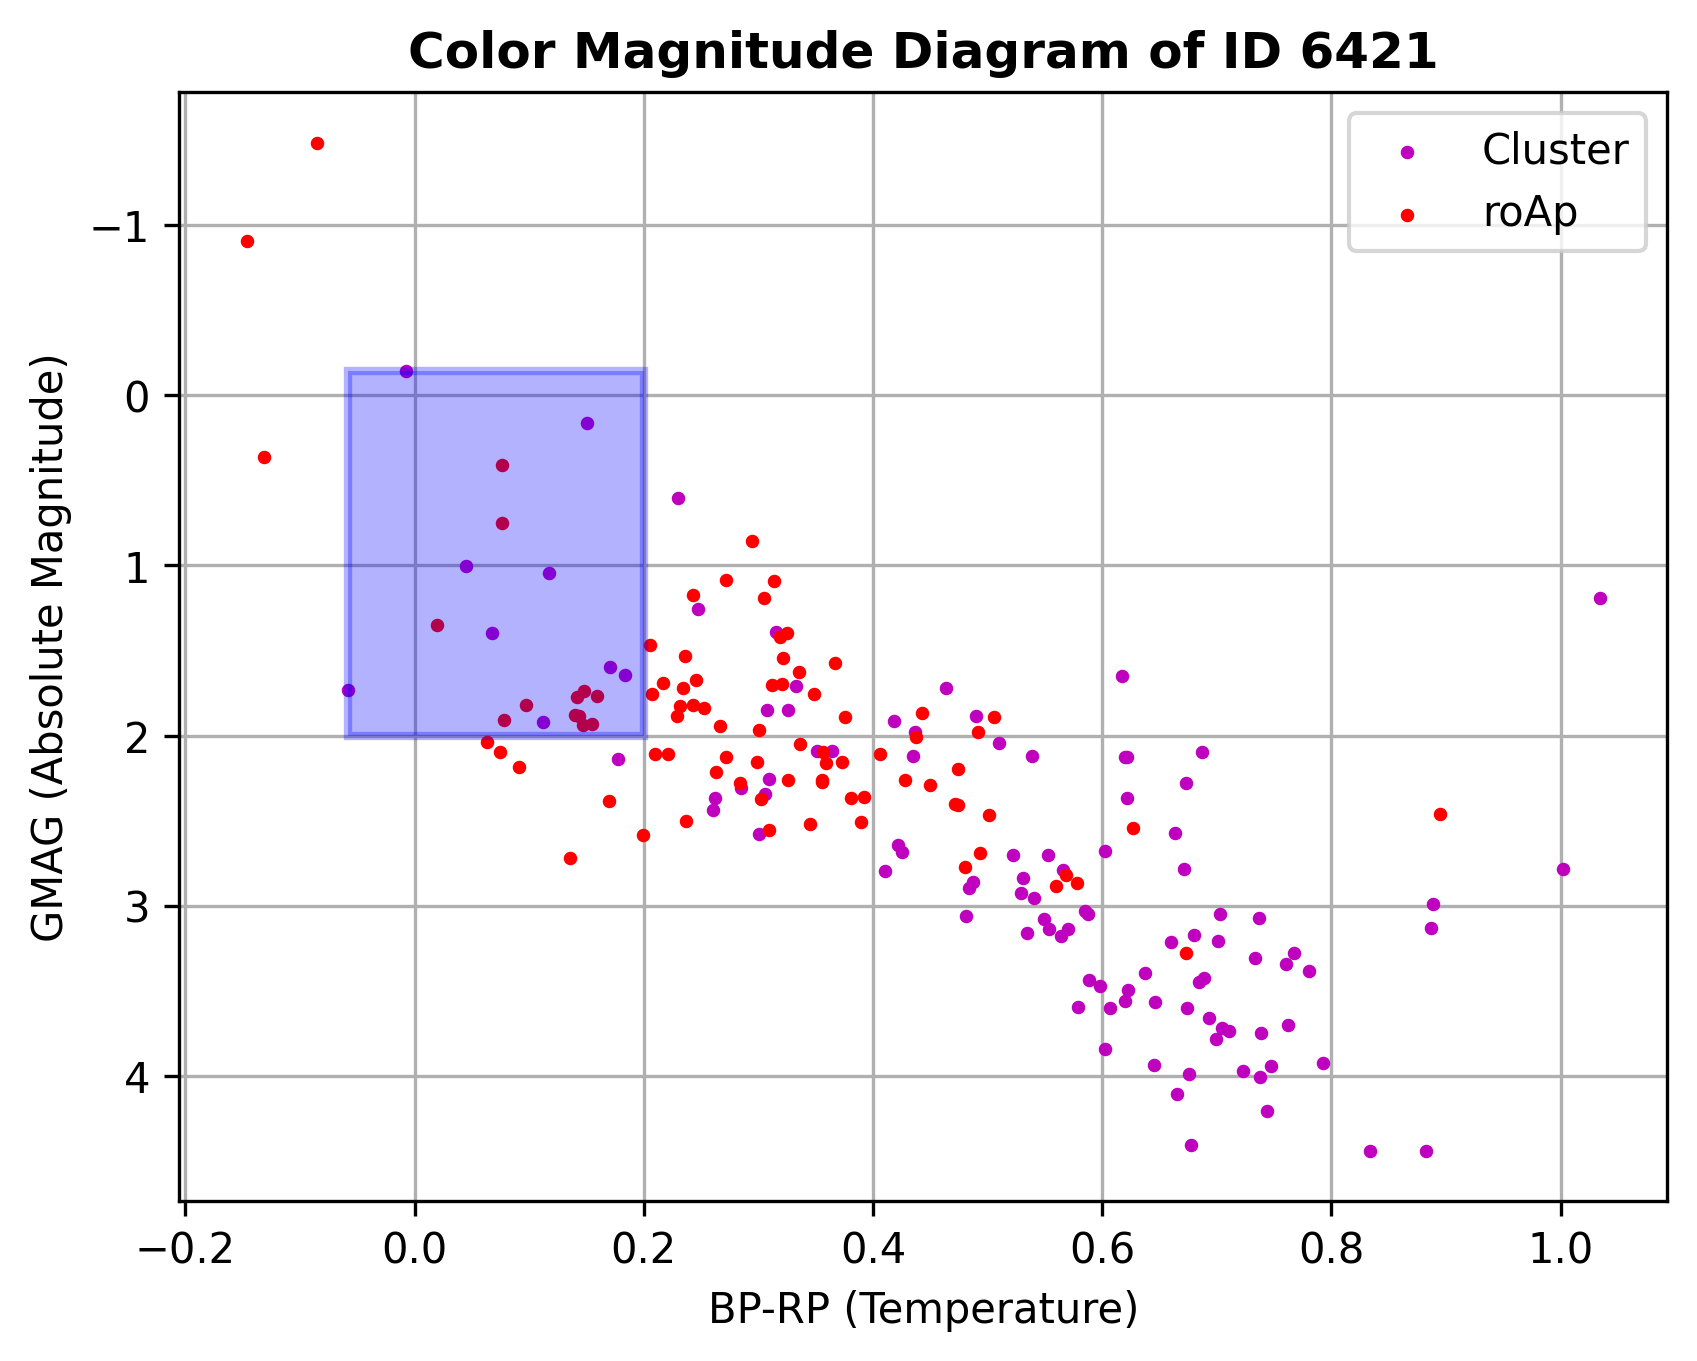 Color Magnitude Diagram of ID 6421
Cluster
roAp
−1
0
1
2
3
4
GMAG (Absolute Magnitude)
−0.2 0.0 0.2 0.4 0.6 0.8 1.0
BP-RP (Temperature)